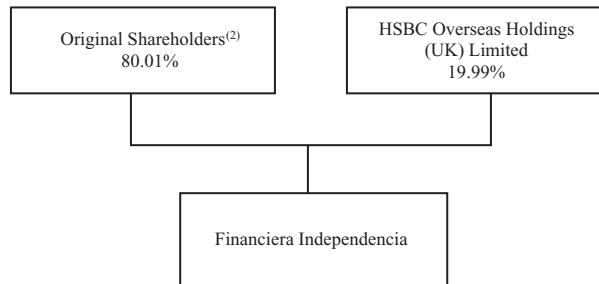 Original Shareholders(2)
80.01%
HSBC Overseas Holdings
(UK) Limited
19.99%
Financiera Independencia